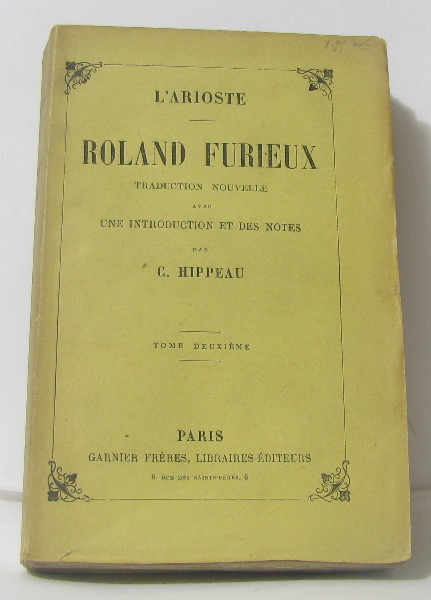 L'ARIOSTE
ROLAND FURIEUX
TRADUCTION NOUVELLE
AVEC
UNE INTRODUCTION ET DES NOTES
PAR
C. HIPPEAU
TOME DEUXIÈME
PARIS
GARNIER FRÈRES, LIBRAIRES-ÉDITEURS
6, RUE DES SAINTS-PÈRES, 6